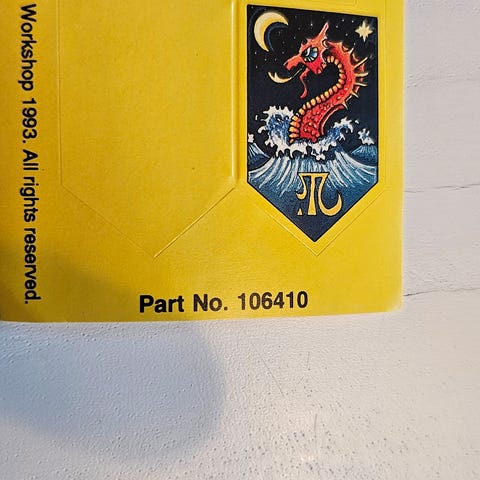 Workshop 1993. All rights reserved.
Part No. 106410